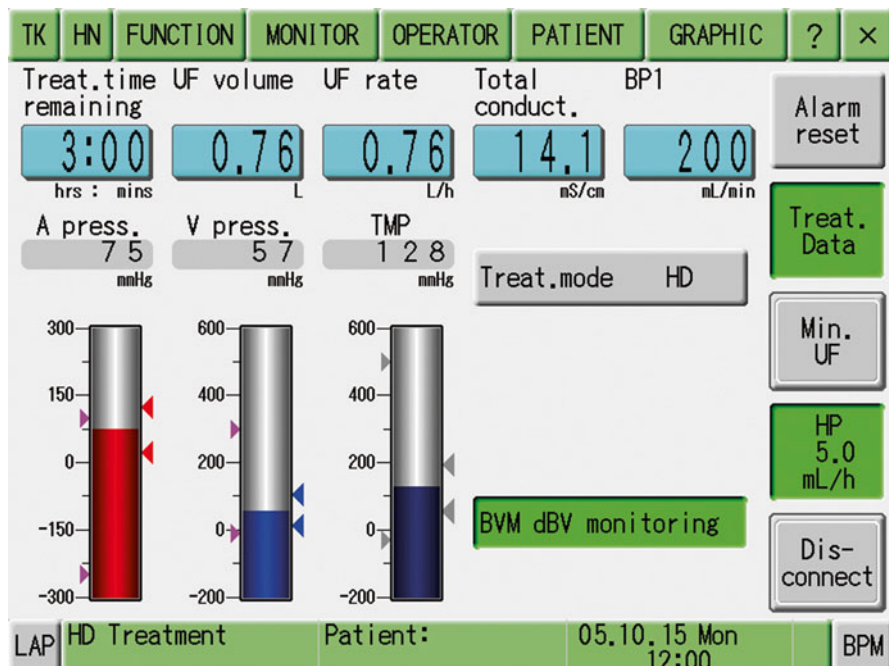 TK HN FUNCTION MONITOR OPERATOR PATIENT GRAPHIC ? ×
Treat.time UF volume UF rate Total BP1
remaining conduct.
3:00 0.76 0.76 14.1 200
hrs : mins L L/h mS/cm mL/min
A press. V press. TMP
75 57 128
mmHg mmHg mmHg
Treat.mode HD
300 600 600
150 400 400
0 200 200
-150 0 0
-300 -200 -200
BVM dBV monitoring
Alarm
reset
Treat.
Data
Min.
UF
HP
5.0
mL/h
Dis-
connect
LAP HD Treatment Patient: 05.10.15 Mon BPM
12:00